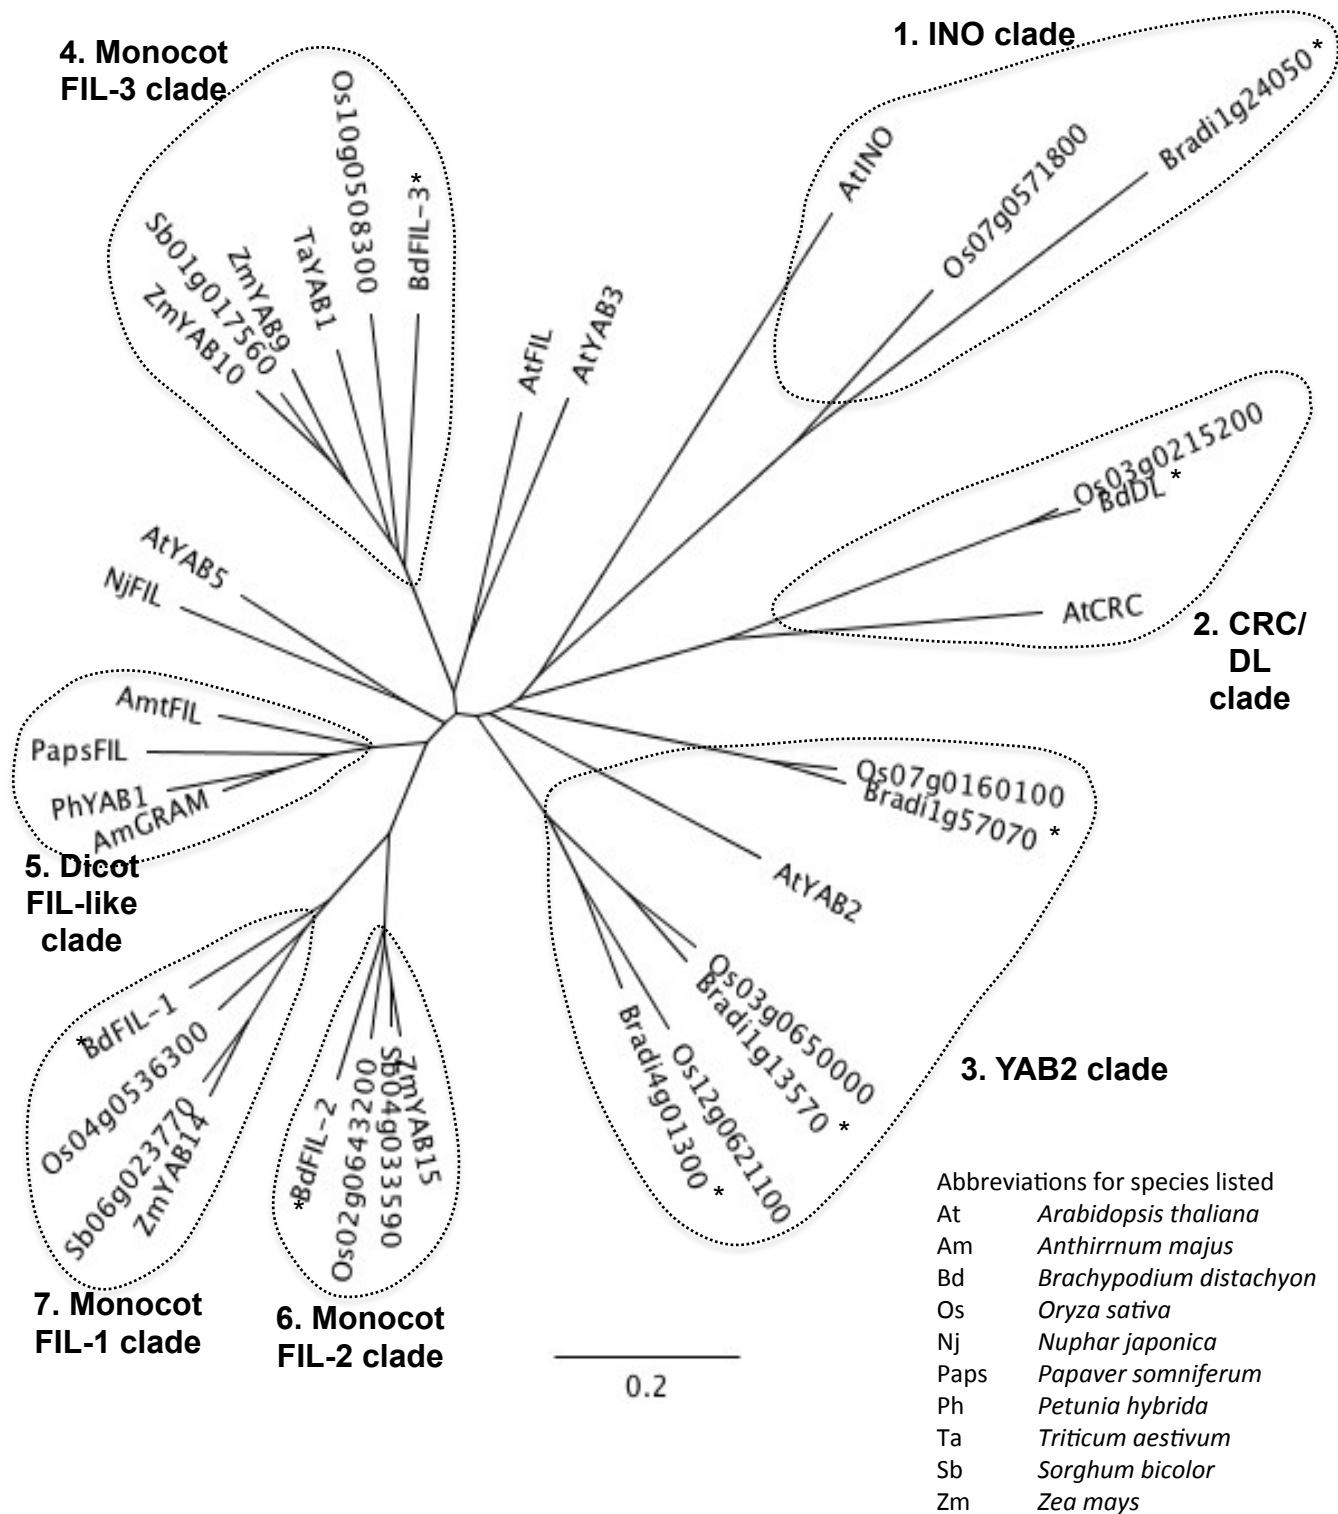 4. Monocot
FIL-3 clade
1. INO clade
Os10g0508300
BdFIL-3*
TaYAB1
ZmYAB9
Sb01g017560
ZmYAB10
AtINO
Os07g0571800
Bradi1g24050*
AtFIL
AtYAB3
Os03g0215200
BdDL *
AtCRC
2. CRC/
DL
clade
AtYAB5
NjFIL
AmtFIL
PapsFIL
PhYAB1
AmGRAM
5. Dicot
FIL-like
clade
Os07g0160100
Bradi1g57070 *
AtYAB2
Os03g0650000
Bradi1g13570 *
Os12g0621100
Bradi4g01300 *
3. YAB2 clade
*BdFIL-1
Os04g0536300
Sb06g023770
ZmYAB14
7. Monocot
FIL-1 clade
*BdFIL-2
Os02g0643200
Sb04g033590
ZmYAB15
6. Monocot
FIL-2 clade
0.2
Abbreviations for species listed
At Arabidopsis thaliana
Am Anthirrnum majus
Bd Brachypodium distachyon
Os Oryza sativa
Nj Nuphar japonica
Paps Papaver somniferum
Ph Petunia hybrida
Ta Triticum aestivum
Sb Sorghum bicolor
Zm Zea mays